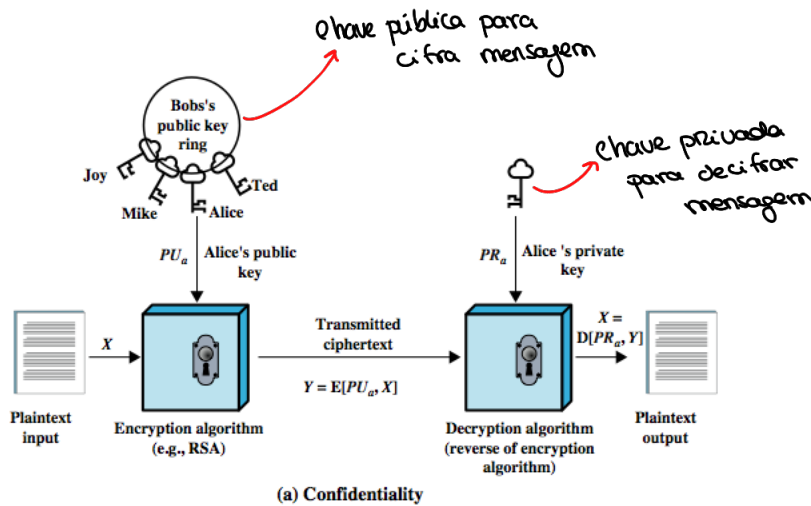 chave pública para
cifra mensagem
Bobs's
public key
ring
Joy
Mike
Alice
Ted
chave privada
para decifrar
mensagem
PUa
Alice's public
key
PRa
Alice 's private
key
X
Transmitted
ciphertext
Y = E[PUa, X]
X =
D[PRa, Y]
Plaintext
input
Encryption algorithm
(e.g., RSA)
Decryption algorithm
(reverse of encryption
algorithm)
Plaintext
output
(a) Confidentiality